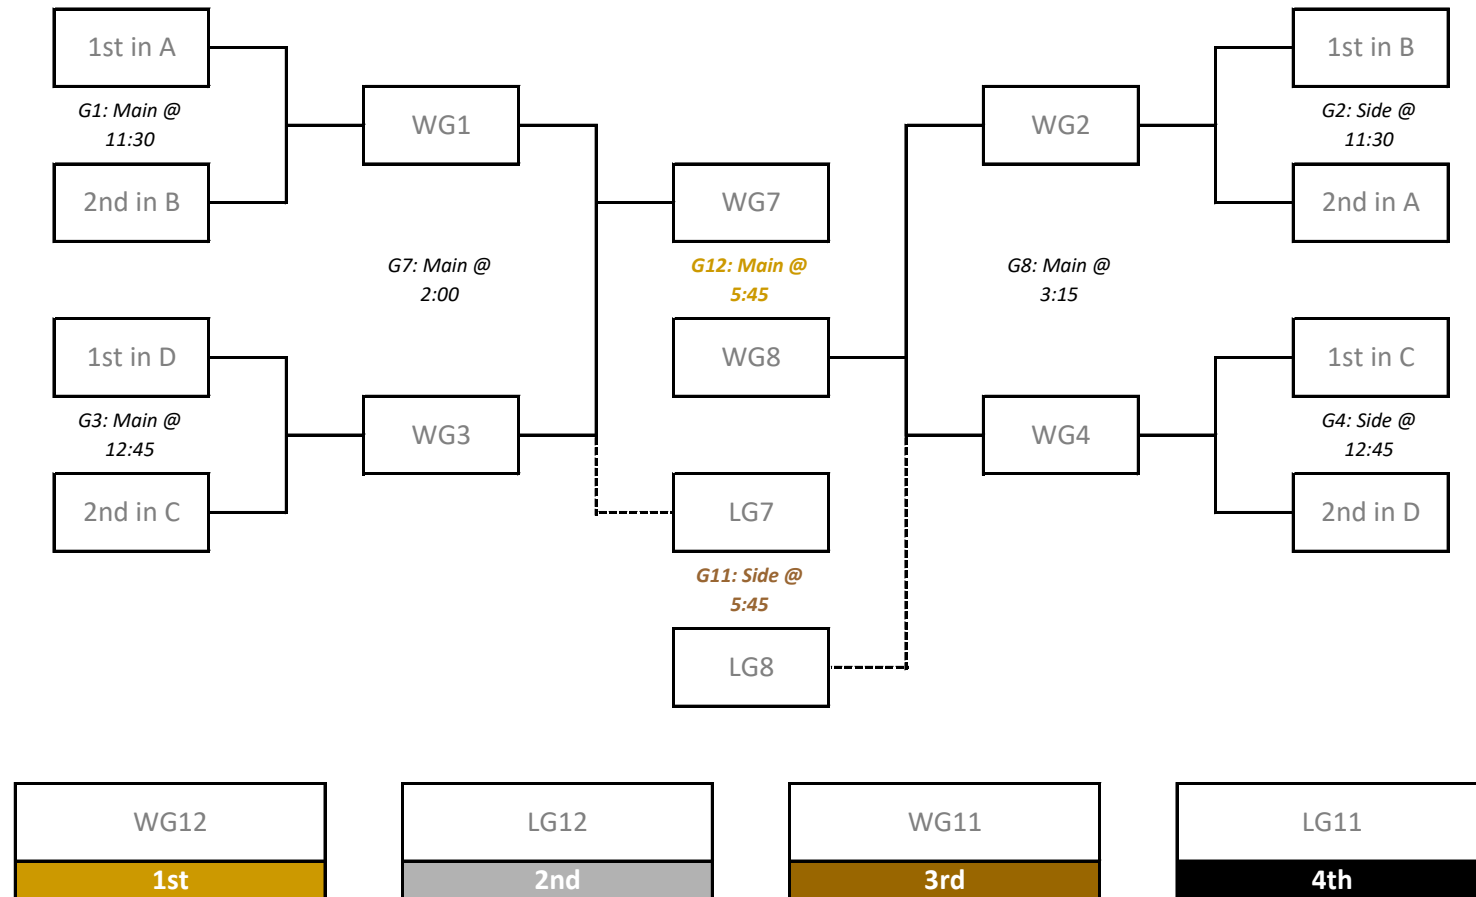 1st in A
1st in B
G1: Main @
11:30
WG1
WG2
G2: Side @
11:30
2nd in B
WG7
2nd in A
G7: Main @
2:00
G12: Main @
5:45
G8: Main @
3:15
1st in D
WG8
1st in C
G3: Main @
12:45
WG3
WG4
G4: Side @
12:45
2nd in C
LG7
2nd in D
G11: Side @
5:45
LG8
WG12
LG12
WG11
LG11
1st
2nd
3rd
4th